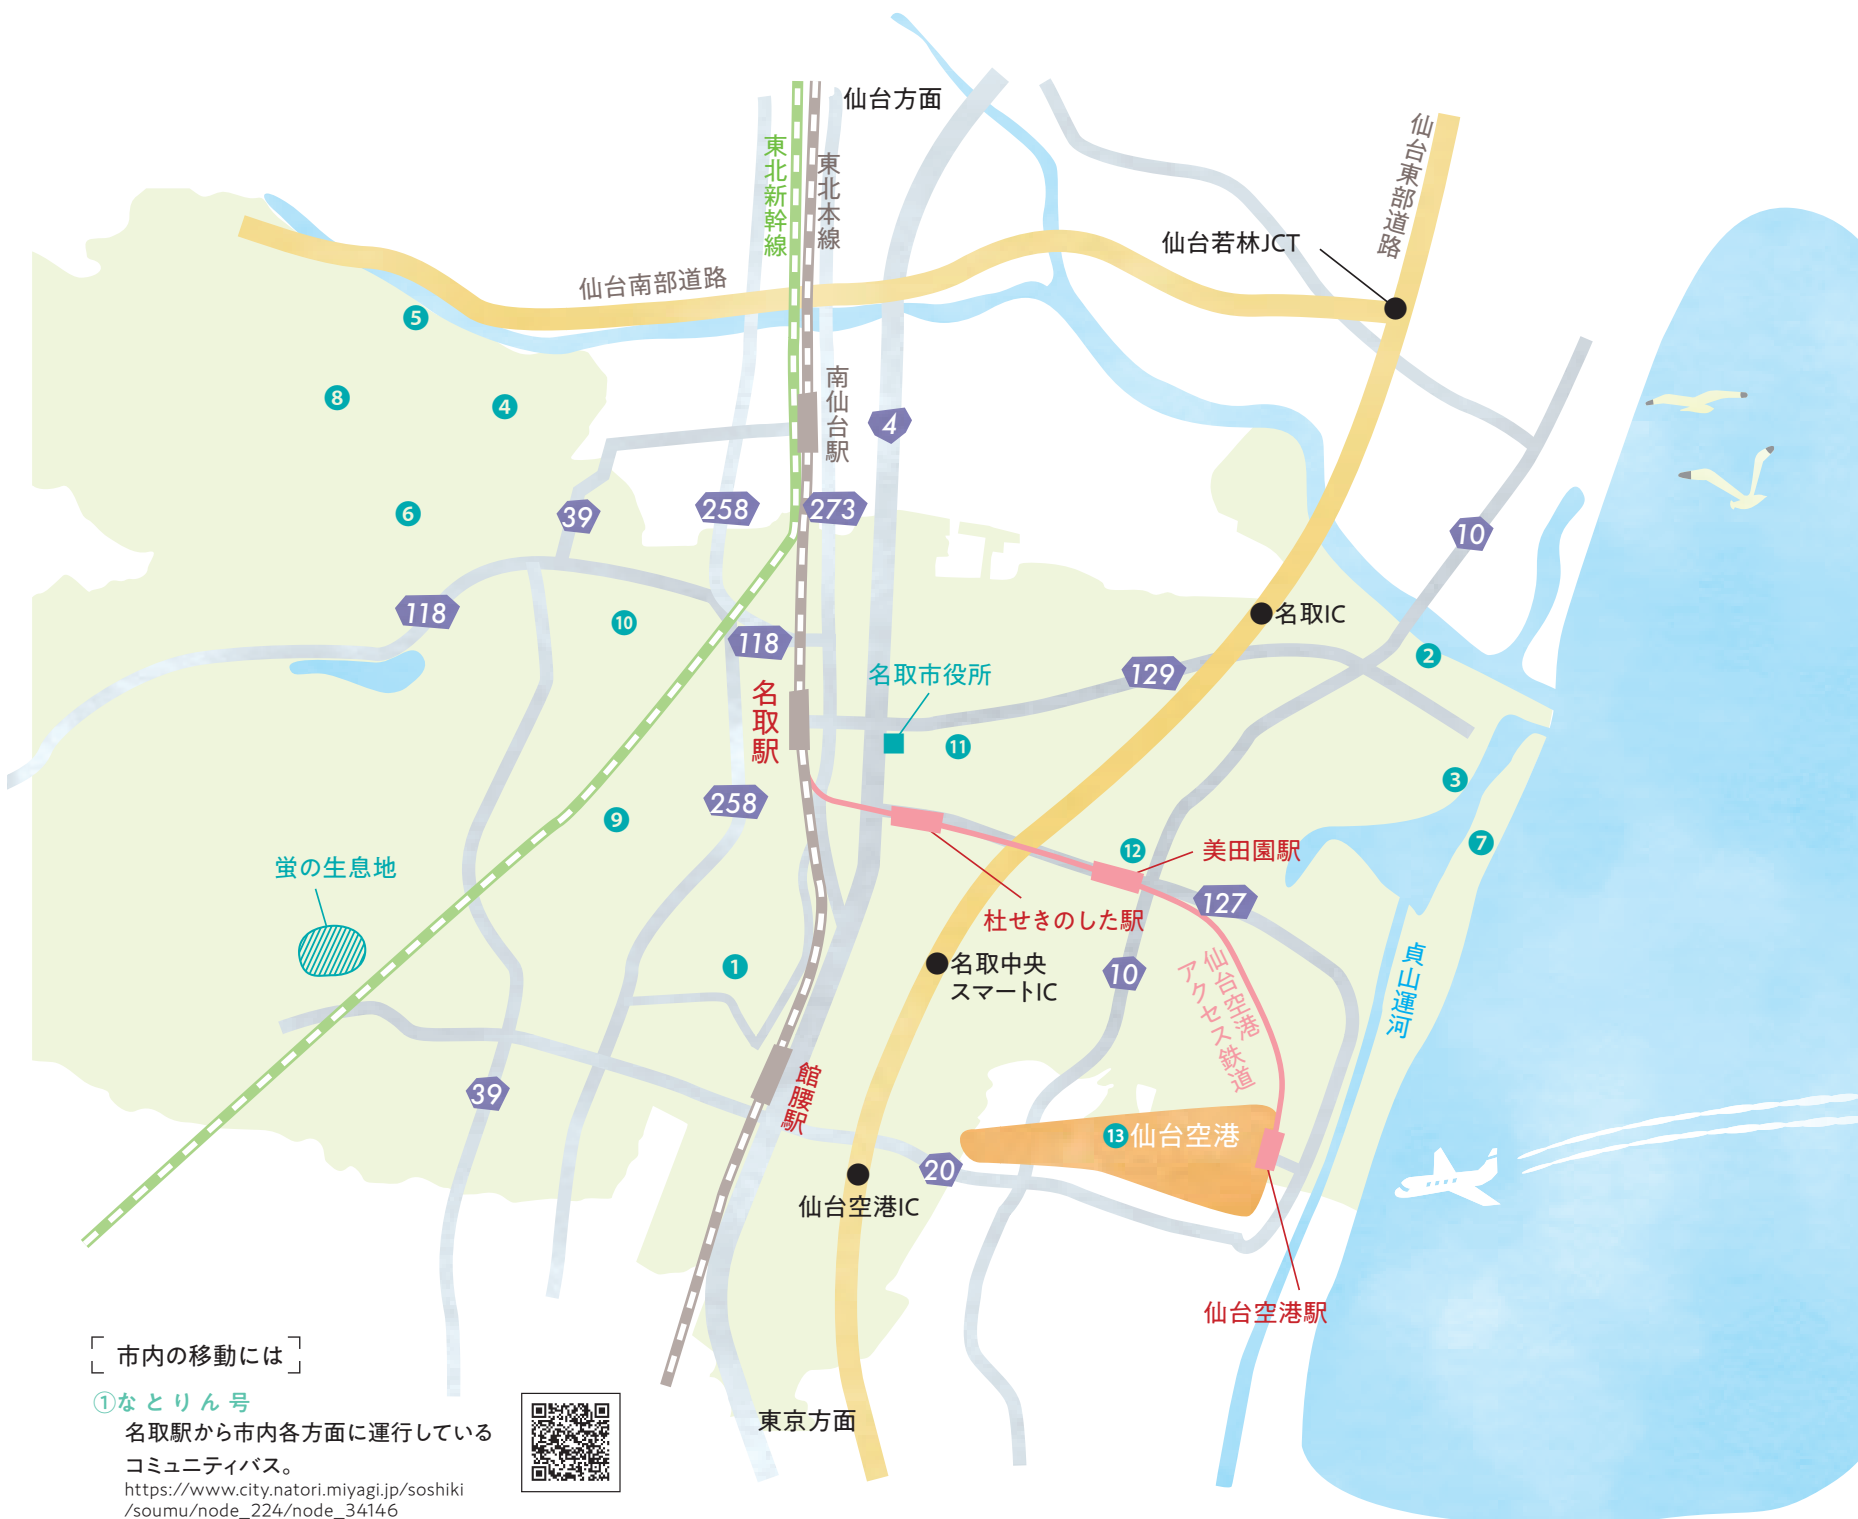 仙台方面
東北新幹線
東北本線
仙台東部道路
仙台若林JCT
仙台南部道路
5
南仙台駅
8
4
4
6
39
258
273
10
118
10
118
名取IC
2
名取市役所
129
名取駅
11
3
258
9
12
美田園駅
7
蛍の生息地
127
杜せきのした駅
1
名取中央
スマートIC
10
仙台空港
アクセス鉄道
貞山運河
39
館腰駅
13
仙台空港
20
仙台空港IC
仙台空港駅
市内の移動には
①なとりん号
名取駅から市内各方面に運行している
コミュニティバス。
https://www.city.natori.miyagi.jp/soshiki
/soumu/node_224/node_34146
東京方面